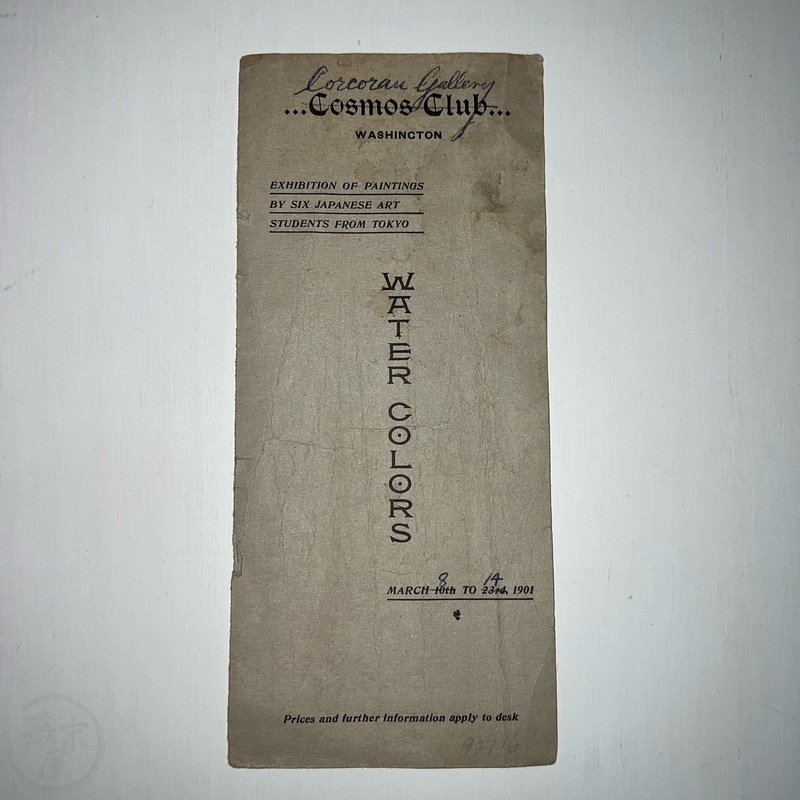 Corcoran Gallery
...Cosmos Club...
WASHINGTON
EXHIBITION OF PAINTINGS
BY SIX JAPANESE ART
STUDENTS FROM TOKYO
WATER COLORS
8 14
MARCH 10th TO 23rd, 1901
Prices and further information apply to desk